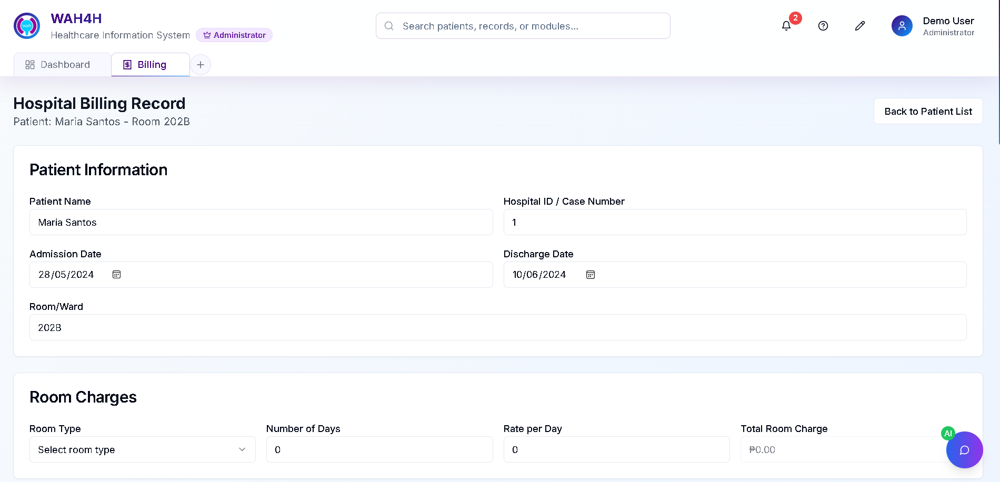 WAH4H
Healthcare Information System
Administrator
wah
Search patients, records, or modules...
2
Demo User
Administrator
Dashboard
Billing
Hospital Billing Record
Patient: Maria Santos - Room 202B
Back to Patient List
Patient Information
Patient Name
Hospital ID / Case Number
Maria Santos
1
Admission Date
Discharge Date
28/05/2024
10/06/2024
Room/Ward
202B
Room Charges
Room Type
Number of Days
Rate per Day
Total Room Charge
Select room type
0
0
₱0.00
AI